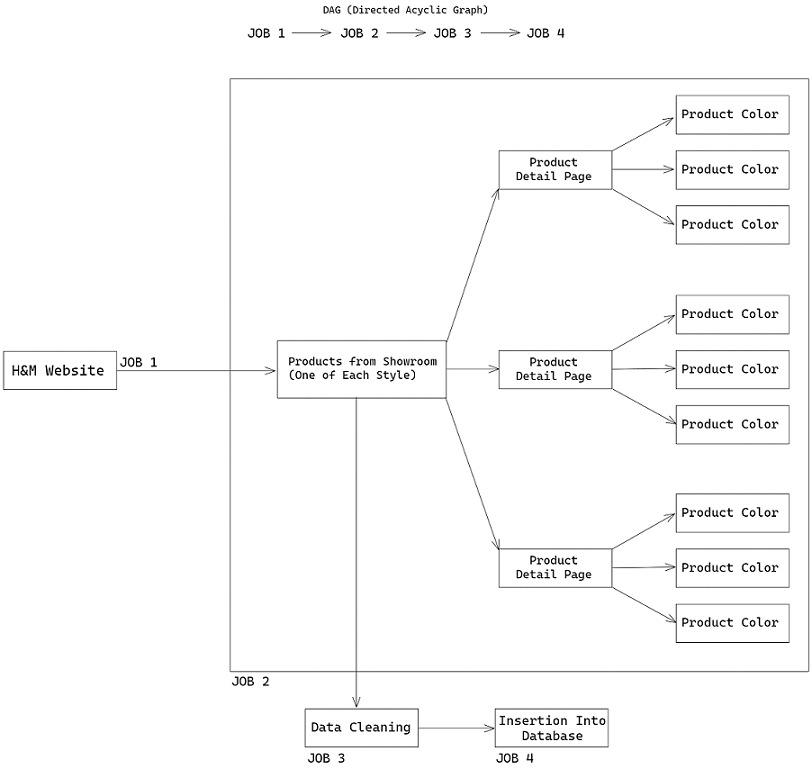 DAG (Directed Acyclic Graph)
JOB 1 JOB 2 JOB 3 JOB 4
Product Color
Product
Detail Page
Product Color
Product Color
Product Color
H&M Website
JOB 1
Products from Showroom
(One of Each Style)
Product
Detail Page
Product Color
Product Color
Product Color
Product
Detail Page
Product Color
Product Color
JOB 2
Data Cleaning
JOB 3
Insertion Into
Database
JOB 4